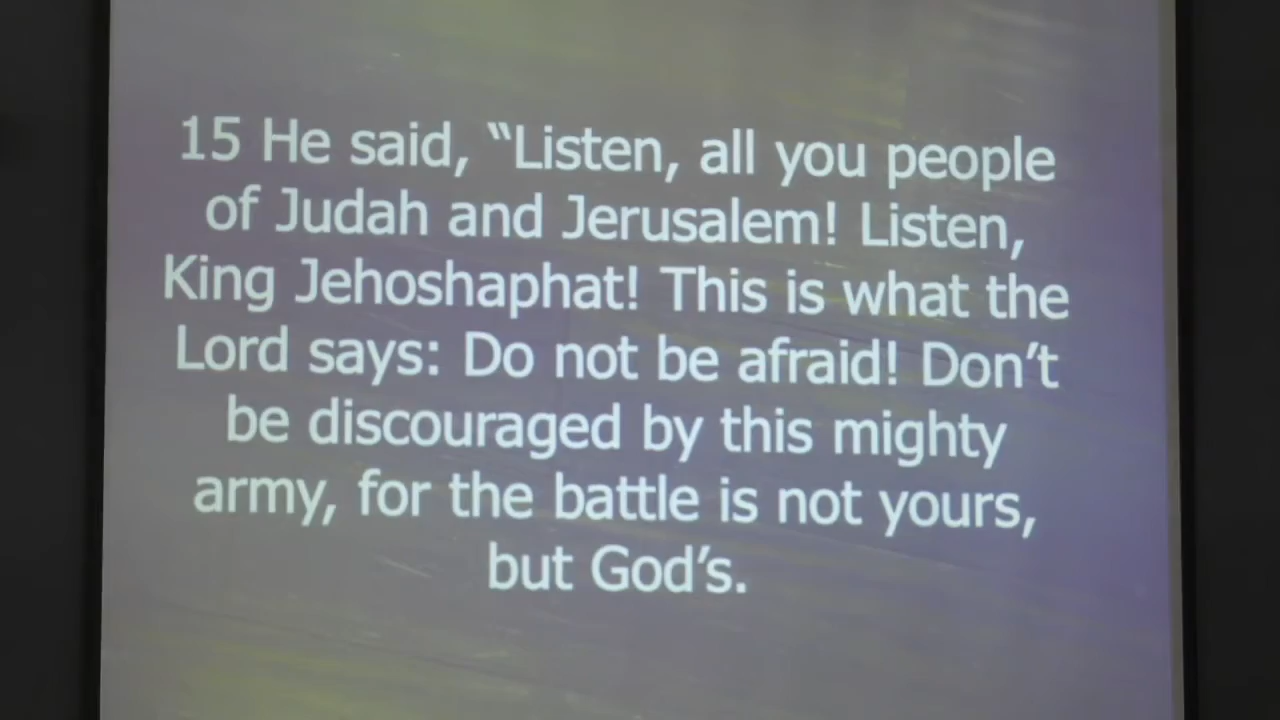 15 He said, “Listen, all you people
of Judah and Jerusalem! Listen,
King Jehoshaphat! This is what the
Lord says: Do not be afraid! Don’t
be discouraged by this mighty
army, for the battle is not yours,
but God’s.